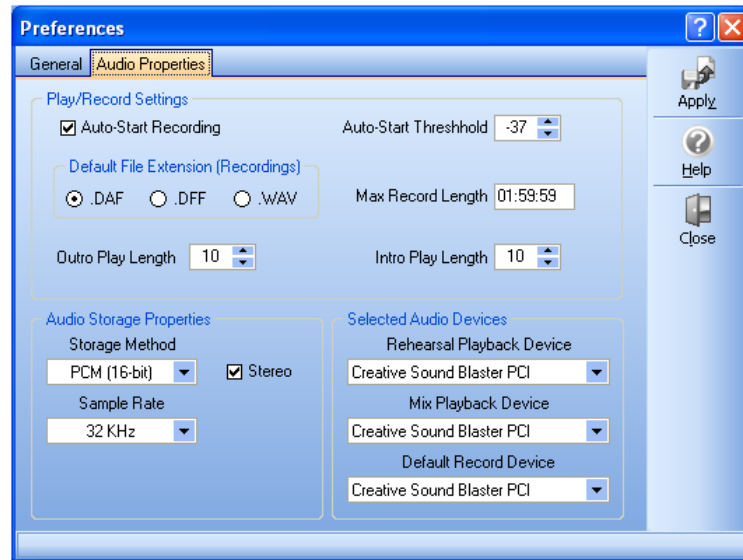 Preferences
General Audio Properties
Apply
Help
Close
Play/Record Settings
Auto-Start Recording
Auto-Start Threshhold -37
Default File Extension (Recordings)
.DAF .DFF .WAV
Max Record Length 01:59:59
Outro Play Length 10
Intro Play Length 10
Audio Storage Properties
Storage Method
PCM (16-bit) Stereo
Sample Rate
32 KHz
Selected Audio Devices
Rehearsal Playback Device
Creative Sound Blaster PCI
Mix Playback Device
Creative Sound Blaster PCI
Default Record Device
Creative Sound Blaster PCI